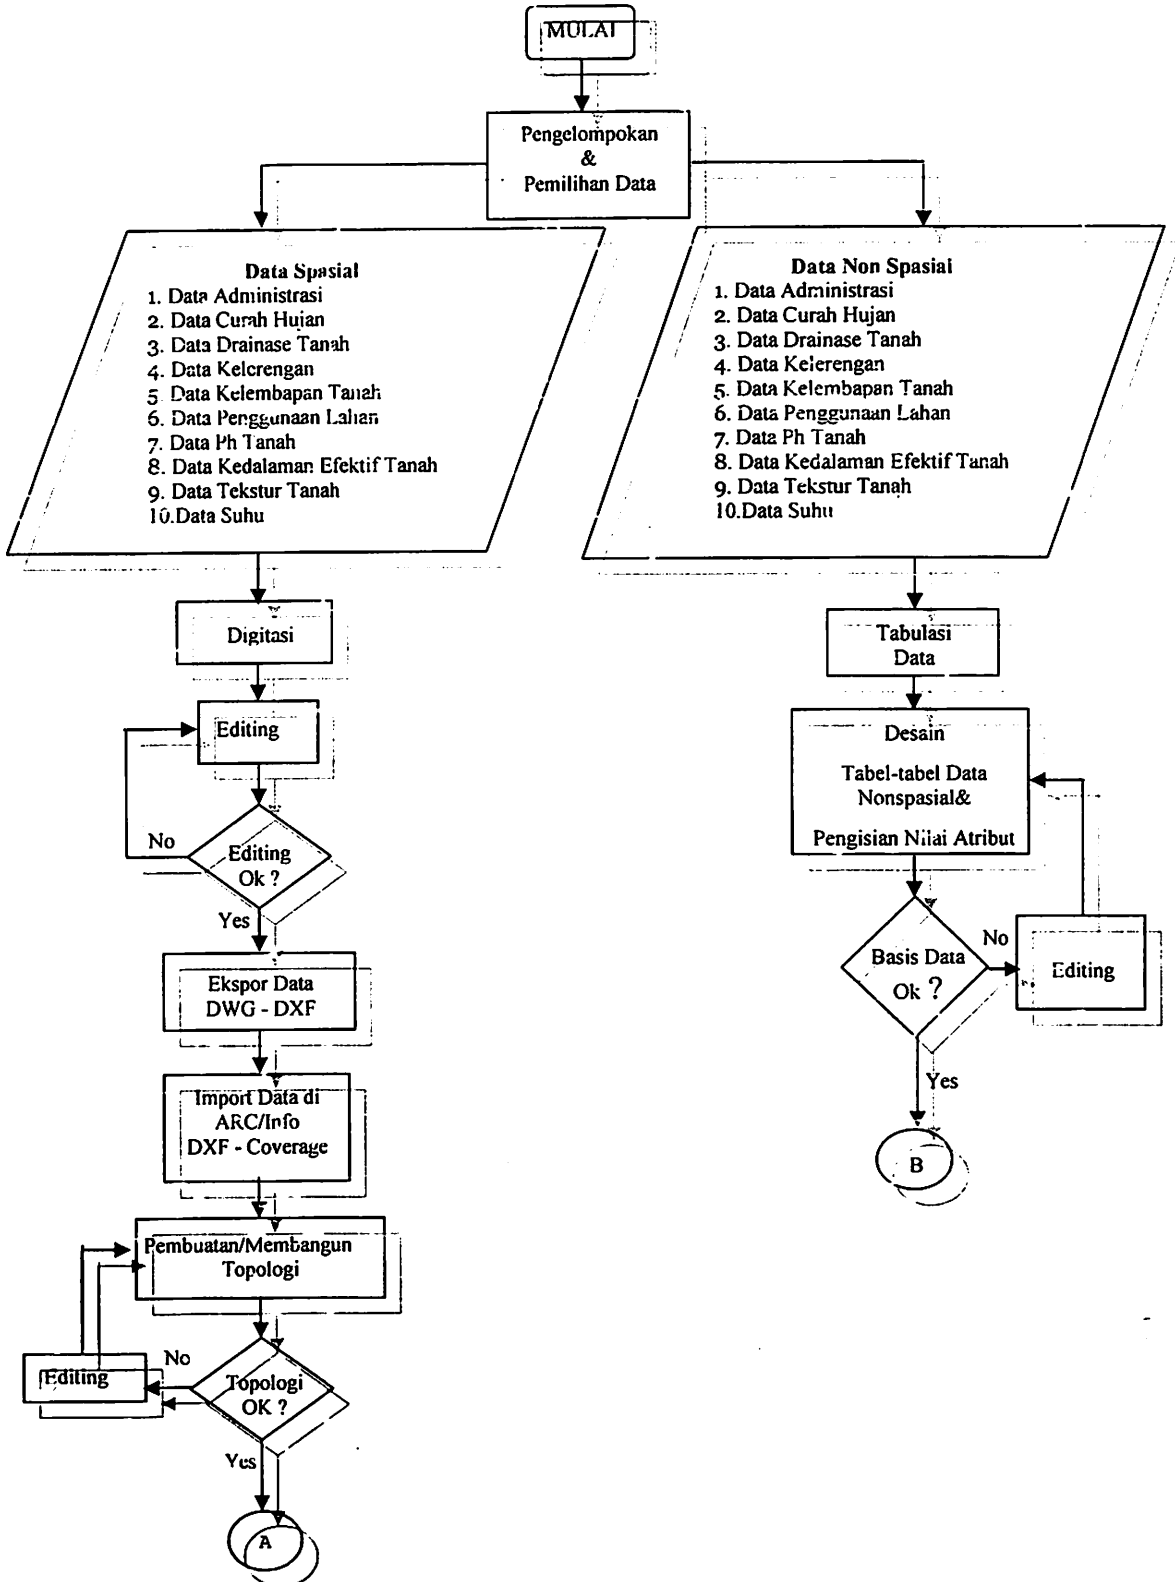 MULAI
Pengelompokan
&
Pemilihan Data
Data Spasial
1. Data Administrasi
2. Data Curah Hujan
3. Data Drainase Tanah
4. Data Kelerengan
5. Data Kelembapan Tanah
6. Data Penggunaan Lahan
7. Data Ph Tanah
8. Data Kedalaman Efektif Tanah
9. Data Tekstur Tanah
10.Data Suhu
Data Non Spasial
1. Data Administrasi
2. Data Curah Hujan
3. Data Drainase Tanah
4. Data Kelerengan
5. Data Kelembapan Tanah
6. Data Penggunaan Lahan
7. Data Ph Tanah
8. Data Kedalaman Efektif Tanah
9. Data Tekstur Tanah
10.Data Suhu
Digitasi
Editing
No
Editing
Ok ?
Yes
Ekspor Data
DWG - DXF
Import Data di
ARC/Info
DXF - Coverage
Pembuatan/Membangun
Topologi
No
Editing
Topologi
OK ?
Yes
A
Tabulasi
Data
Desain
Tabel-tabel Data
Nonspasial&
Pengisian Nilai Atribut
No
Basis Data
Ok ?
Editing
Yes
B